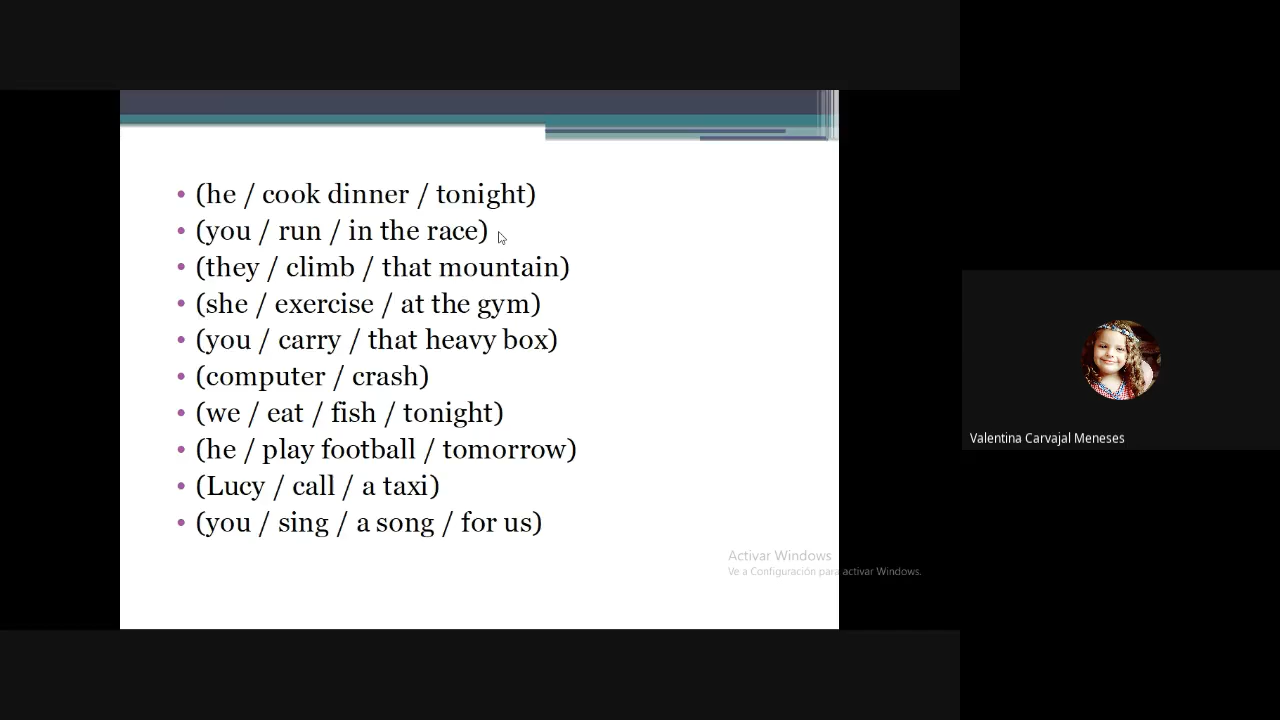 • (he / cook dinner / tonight)
• (you / run / in the race)
• (they / climb / that mountain)
• (she / exercise / at the gym)
• (you / carry / that heavy box)
• (computer / crash)
• (we / eat / fish / tonight)
• (he / play football / tomorrow)
• (Lucy / call / a taxi)
• (you / sing / a song / for us)
Activar Windows
Ve a Configuración para activar Windows.
Valentina Carvajal Meneses